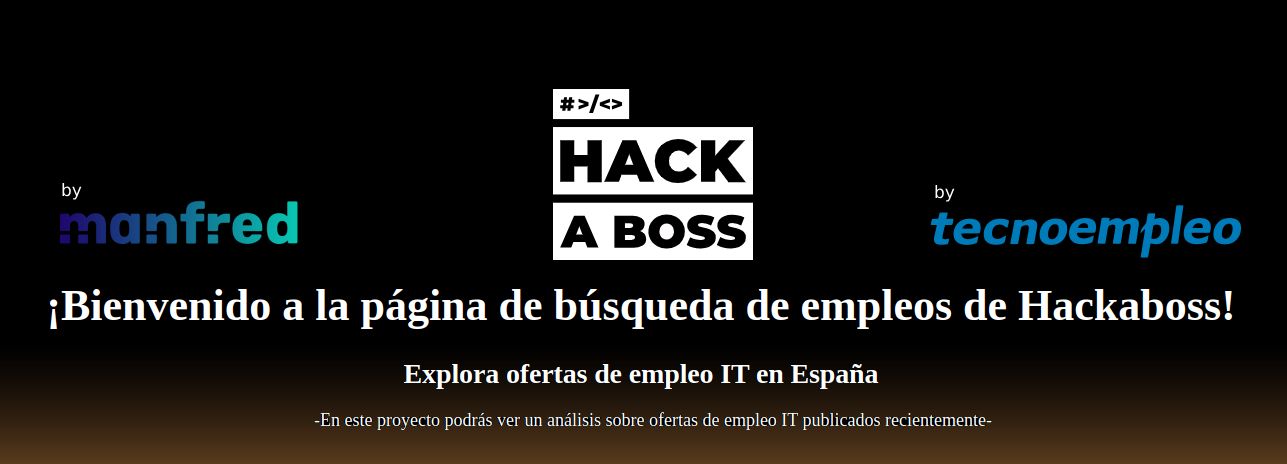 #>/<>
HACK
A BOSS
by
manfred
by
tecnoempleo
¡Bienvenido a la página de búsqueda de empleos de Hackaboss!
Explora ofertas de empleo IT en España
-En este proyecto podrás ver un análisis sobre ofertas de empleo IT publicados recientemente-